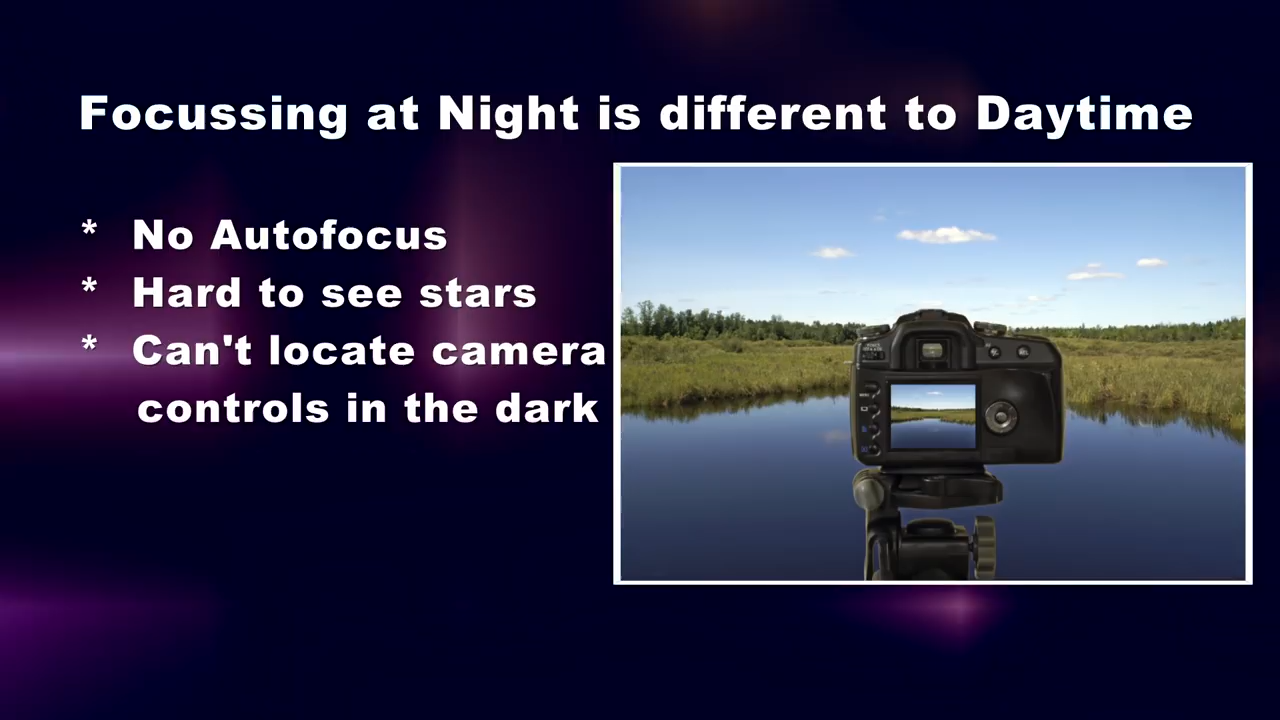 Focussing at Night is different to Daytime
* No Autofocus
* Hard to see stars
* Can't locate camera
controls in the dark